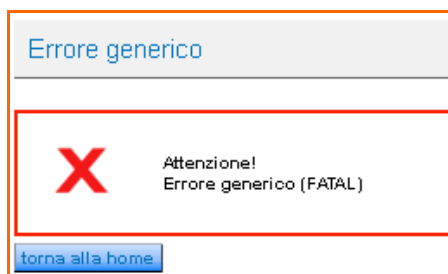 Errore generico
Attenzione!
Errore generico (FATAL)
torna alla home